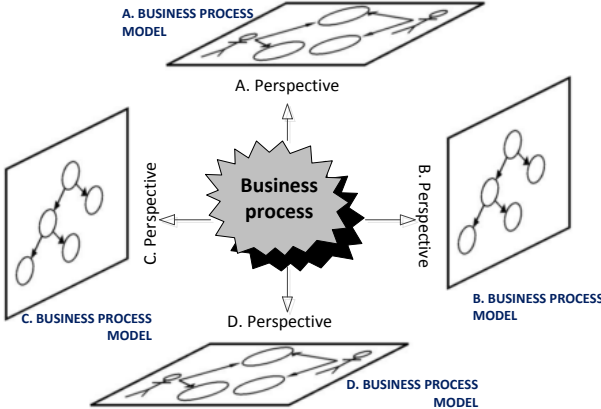 A. BUSINESS PROCESS
MODEL
A. Perspective
Business
process
B. Perspective
C. Perspective
B. BUSINESS PROCESS
MODEL
C. BUSINESS PROCESS
MODEL
D. Perspective
D. BUSINESS PROCESS
MODEL